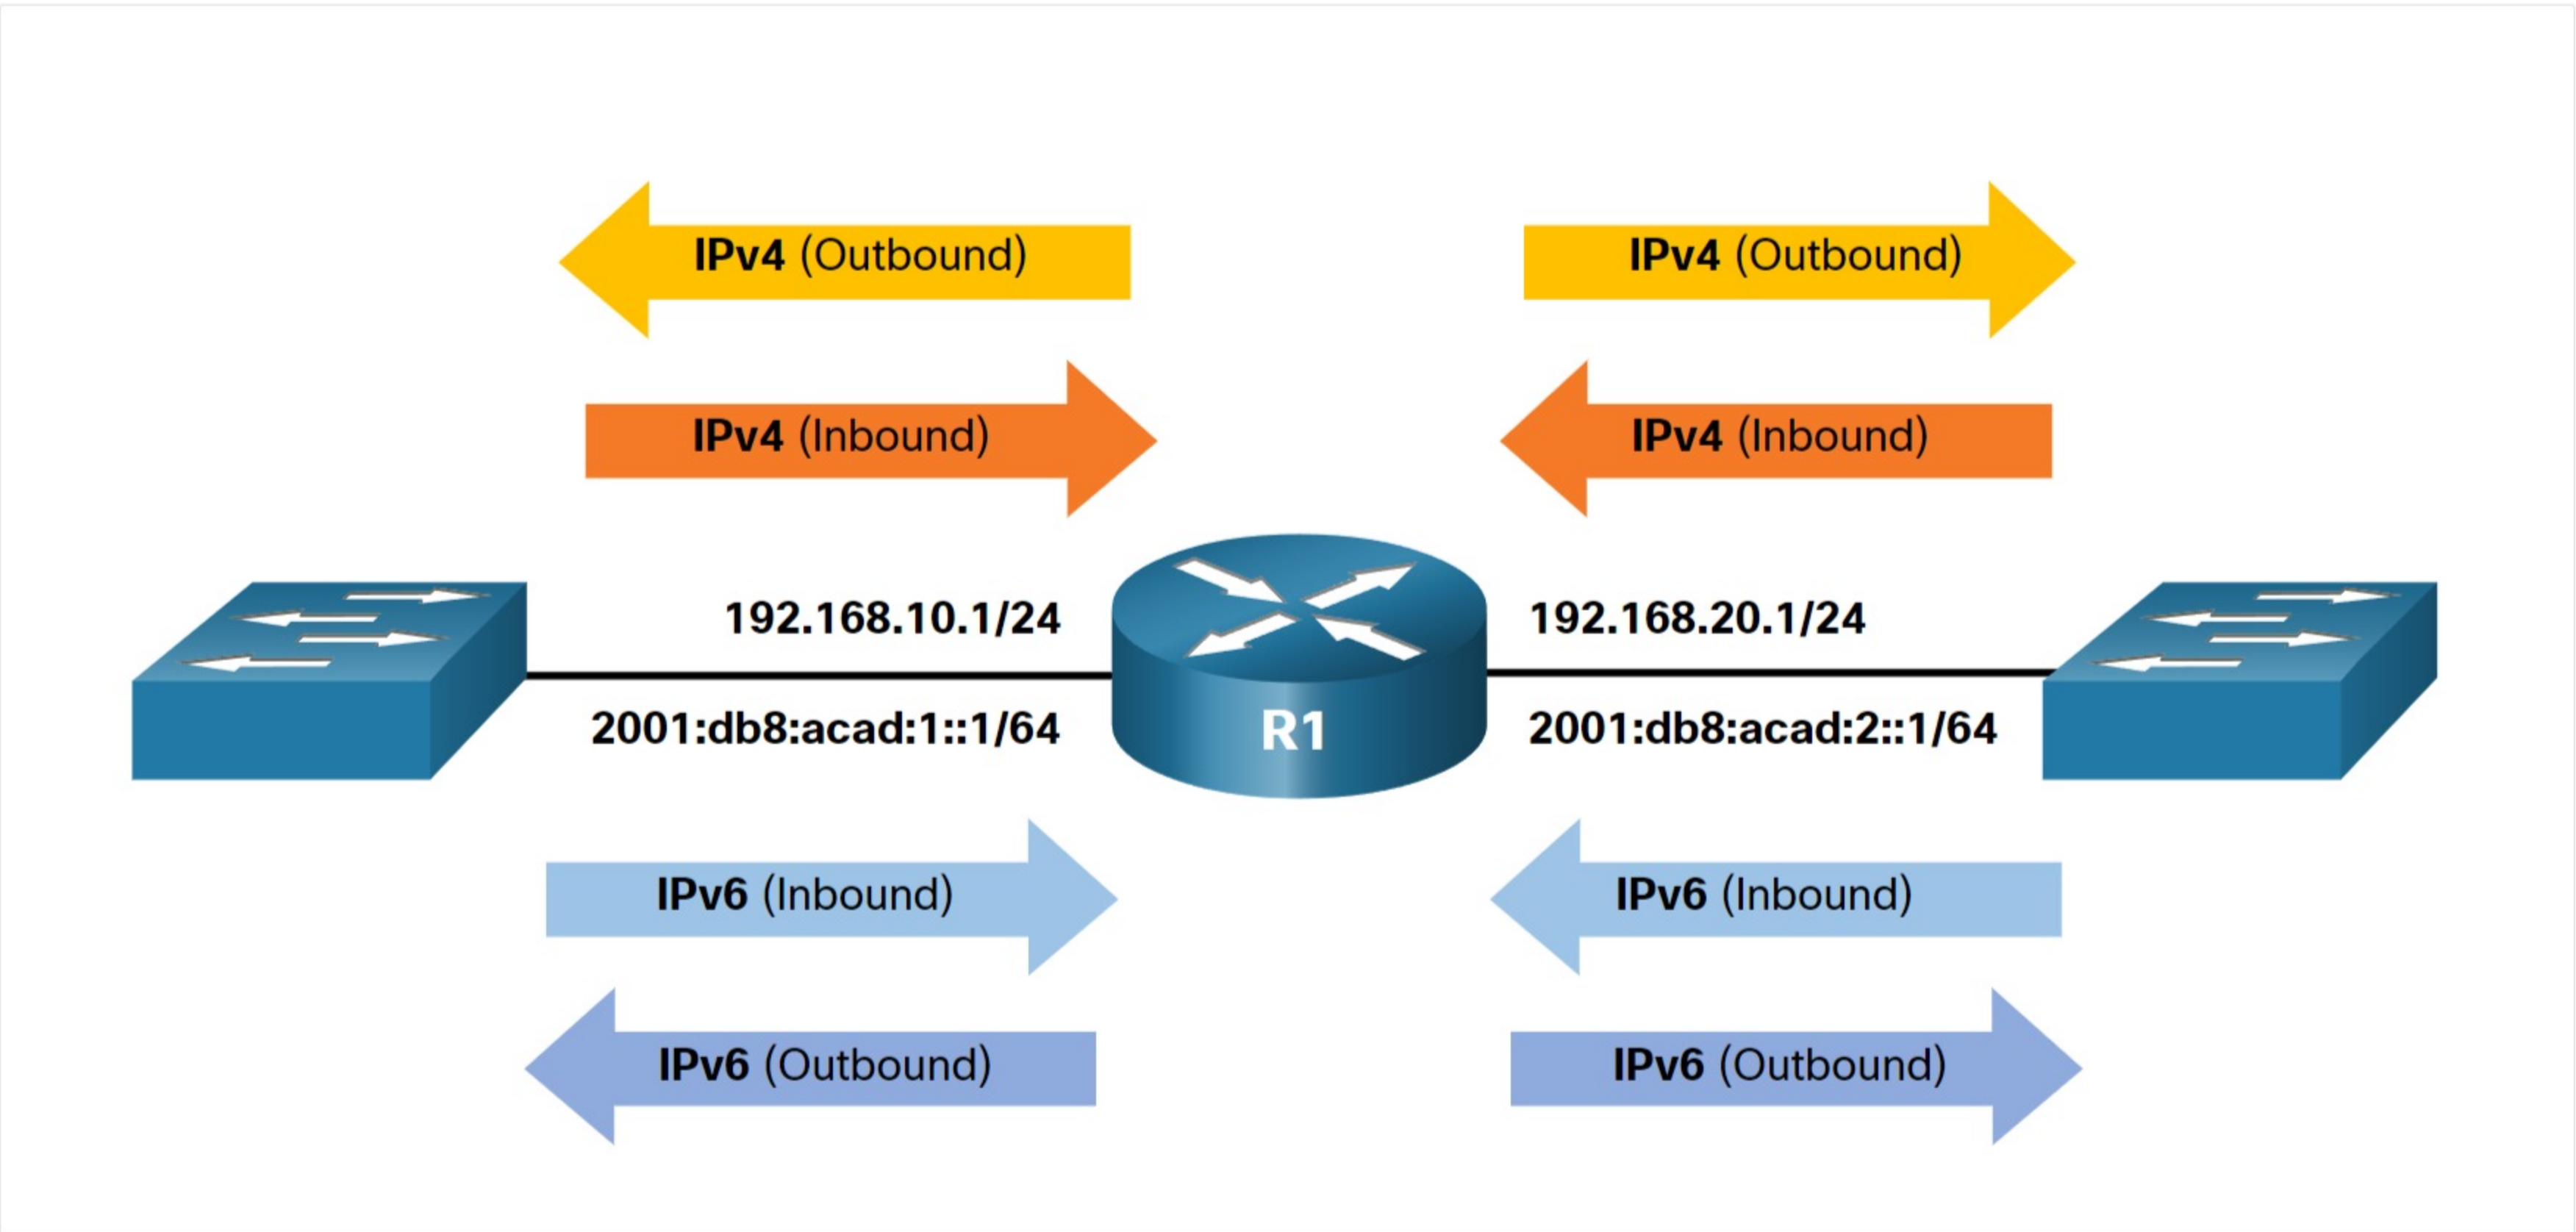 IPv4 (Outbound)
IPv4 (Outbound)
IPv4 (Inbound)
IPv4 (Inbound)
192.168.10.1/24
192.168.20.1/24
2001:db8:acad:1::1/64
R1
2001:db8:acad:2::1/64
IPv6 (Inbound)
IPv6 (Inbound)
IPv6 (Outbound)
IPv6 (Outbound)